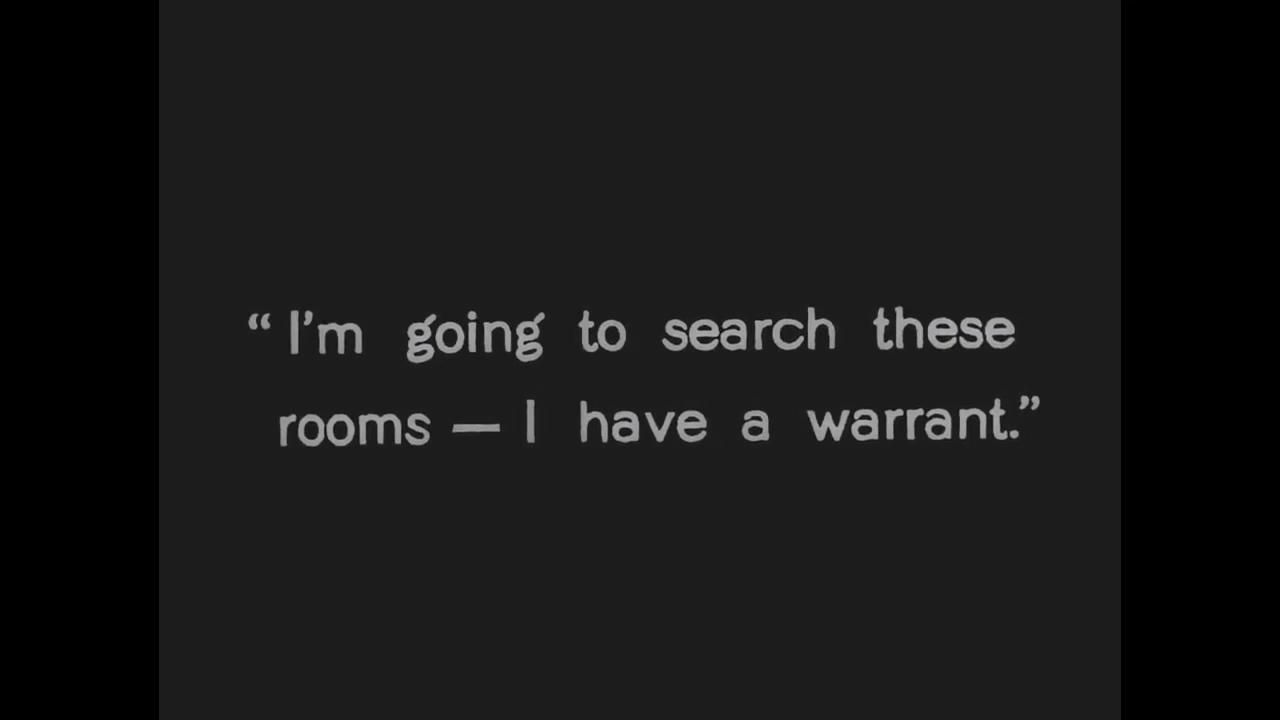 “ I’m going to search these
rooms — I have a warrant.”